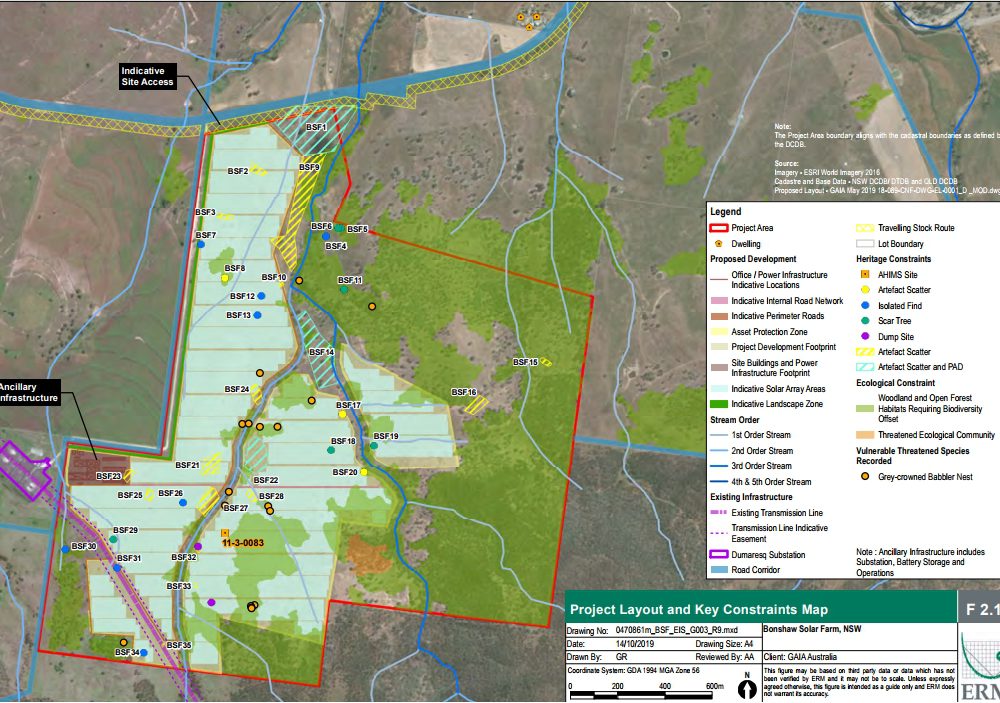 Indicative
Site Access
BSF1
BSF2
BSF9
BSF3
BSF7
BSF6
BSF5
BSF4
BSF8
BSF10
BSF11
BSF12
BSF13
BSF14
BSF15
BSF24
BSF16
BSF17
BSF18
BSF19
BSF20
BSF21
BSF22
BSF23
BSF25
BSF26
BSF28
BSF27
BSF29
BSF30
BSF31
11-3-0083
BSF32
BSF33
BSF35
BSF34
Ancillary
Infrastructure
Note:
The Project Area boundary aligns with the cadastral boundaries as defined b
the DCDB.
Source:
Imagery - ESRI World Imagery 2016
Cadastre and Base Data - NSW DCDB/ DTDB and QLD DCDB
Proposed Layout - GAIA May 2019 18-089-CNF-DWG-EL-0001_D _MOD.dwg
Legend
Project Area
Dwelling
Proposed Development
Office / Power Infrastructure
Indicative Locations
Indicative Internal Road Network
Indicative Perimeter Roads
Asset Protection Zone
Project Development Footprint
Site Buildings and Power
Infrastructure Footprint
Indicative Solar Array Areas
Indicative Landscape Zone
Stream Order
1st Order Stream
2nd Order Stream
3rd Order Stream
4th & 5th Order Stream
Existing Infrastructure
Existing Transmission Line
Transmission Line Indicative
Easement
Dumaresq Substation
Road Corridor
Travelling Stock Route
Lot Boundary
Heritage Constraints
AHIMS Site
Artefact Scatter
Isolated Find
Scar Tree
Dump Site
Artefact Scatter
Artefact Scatter and PAD
Ecological Constraint
Woodland and Open Forest
Habitats Requiring Biodiversity
Offset
Threatened Ecological Community
Vulnerable Threatened Species
Recorded
Grey-crowned Babbler Nest
Note : Ancillary Infrastructure includes
Substation, Battery Storage and
Operations
Project Layout and Key Constraints Map
F 2.1
Drawing No: 0470861m_BSF_EIS_G003_R9.mxd
Date: 14/10/2019 Drawing Size: A4
Drawn By: GR Reviewed By: AA
Coordinate System: GDA 1994 MGA Zone 56
0 200 400 600m
N
Bonshaw Solar Farm, NSW
Client: GAIA Australia
This figure may be based on third party data or data which has not
been verified by ERM and it may not be to scale. Unless expressly
agreed otherwise, this figure is intended as a guide only and ERM does
not warrant its accuracy.
ERM